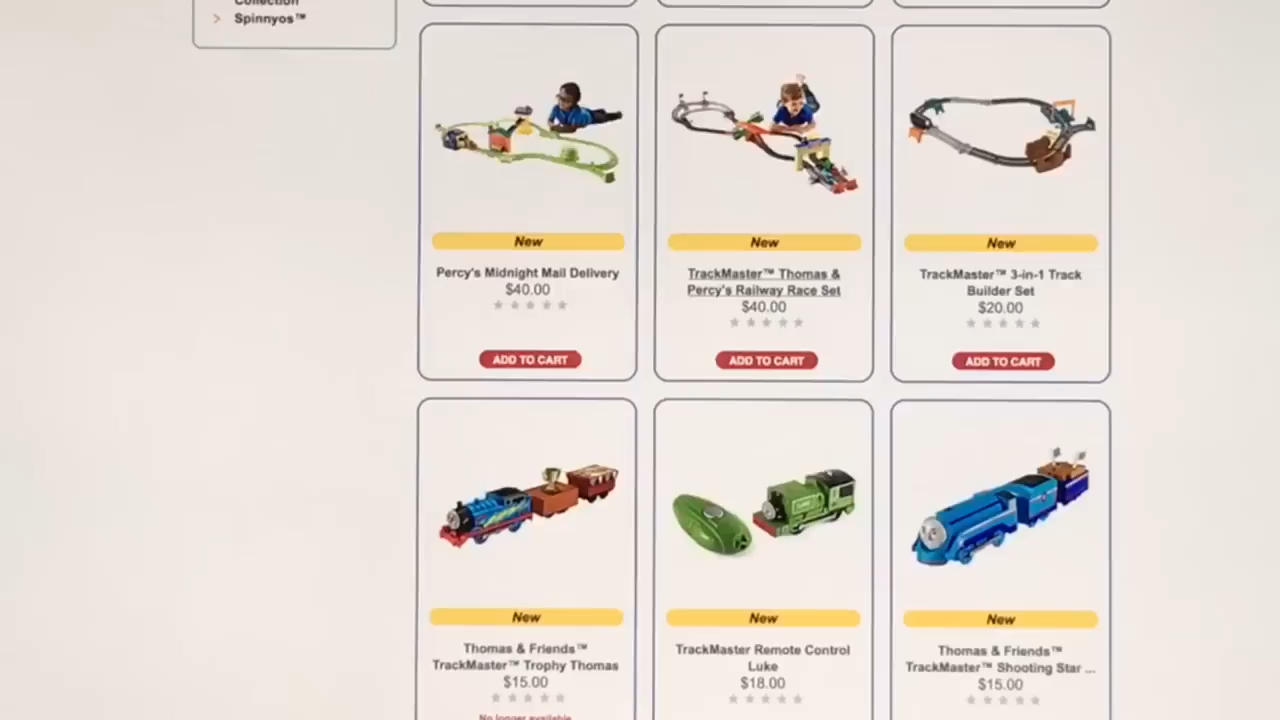 Collection
Spinnyos™
New
Percy's Midnight Mail Delivery
$40.00
ADD TO CART
New
TrackMaster™ Thomas &
Percy's Railway Race Set
$40.00
ADD TO CART
New
TrackMaster™ 3-in-1 Track
Builder Set
$20.00
ADD TO CART
New
Thomas & Friends™
TrackMaster™ Trophy Thomas
$15.00
No longer available
New
TrackMaster Remote Control
Luke
$18.00
New
Thomas & Friends™
TrackMaster™ Shooting Star ...
$15.00